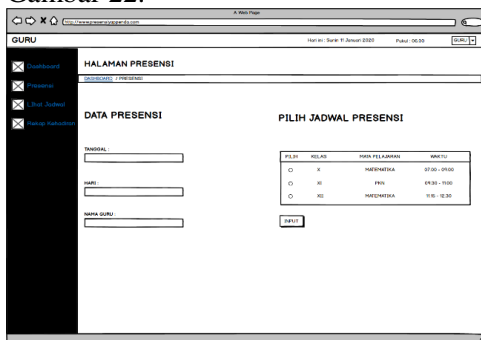 Gambar 22.
A Web Page
http://www.presensiyappenda.com
GURU
Hari ini : Senin 11 Januari 2020 Pukul : 06.30 GURU
Dashboard
Presensi
Lihat Jadwal
Rekap Kehadiran
HALAMAN PRESENSI
DASHBOARD / PRESENSI
DATA PRESENSI
TANGGAL :
HARI :
NAMA GURU :
PILIH JADWAL PRESENSI
PILIH KELAS MATA PELAJARAN WAKTU
X MATEMATIKA 07.00 - 09.00
XI PKN 09.30 - 11.00
XII MATEMATIKA 11.15 - 12.30
INPUT